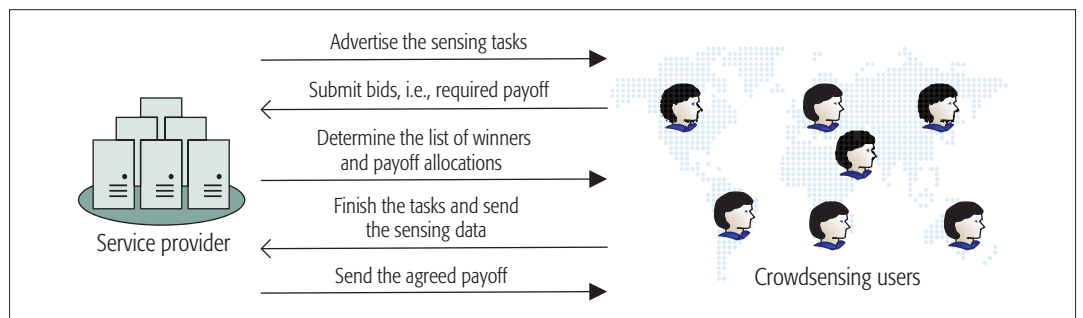 Advertise the sensing tasks
Submit bids, i.e., required payoff
Determine the list of winners
and payoff allocations
Finish the tasks and send
the sensing data
Send the agreed payoff
Service provider
Crowdsensing users